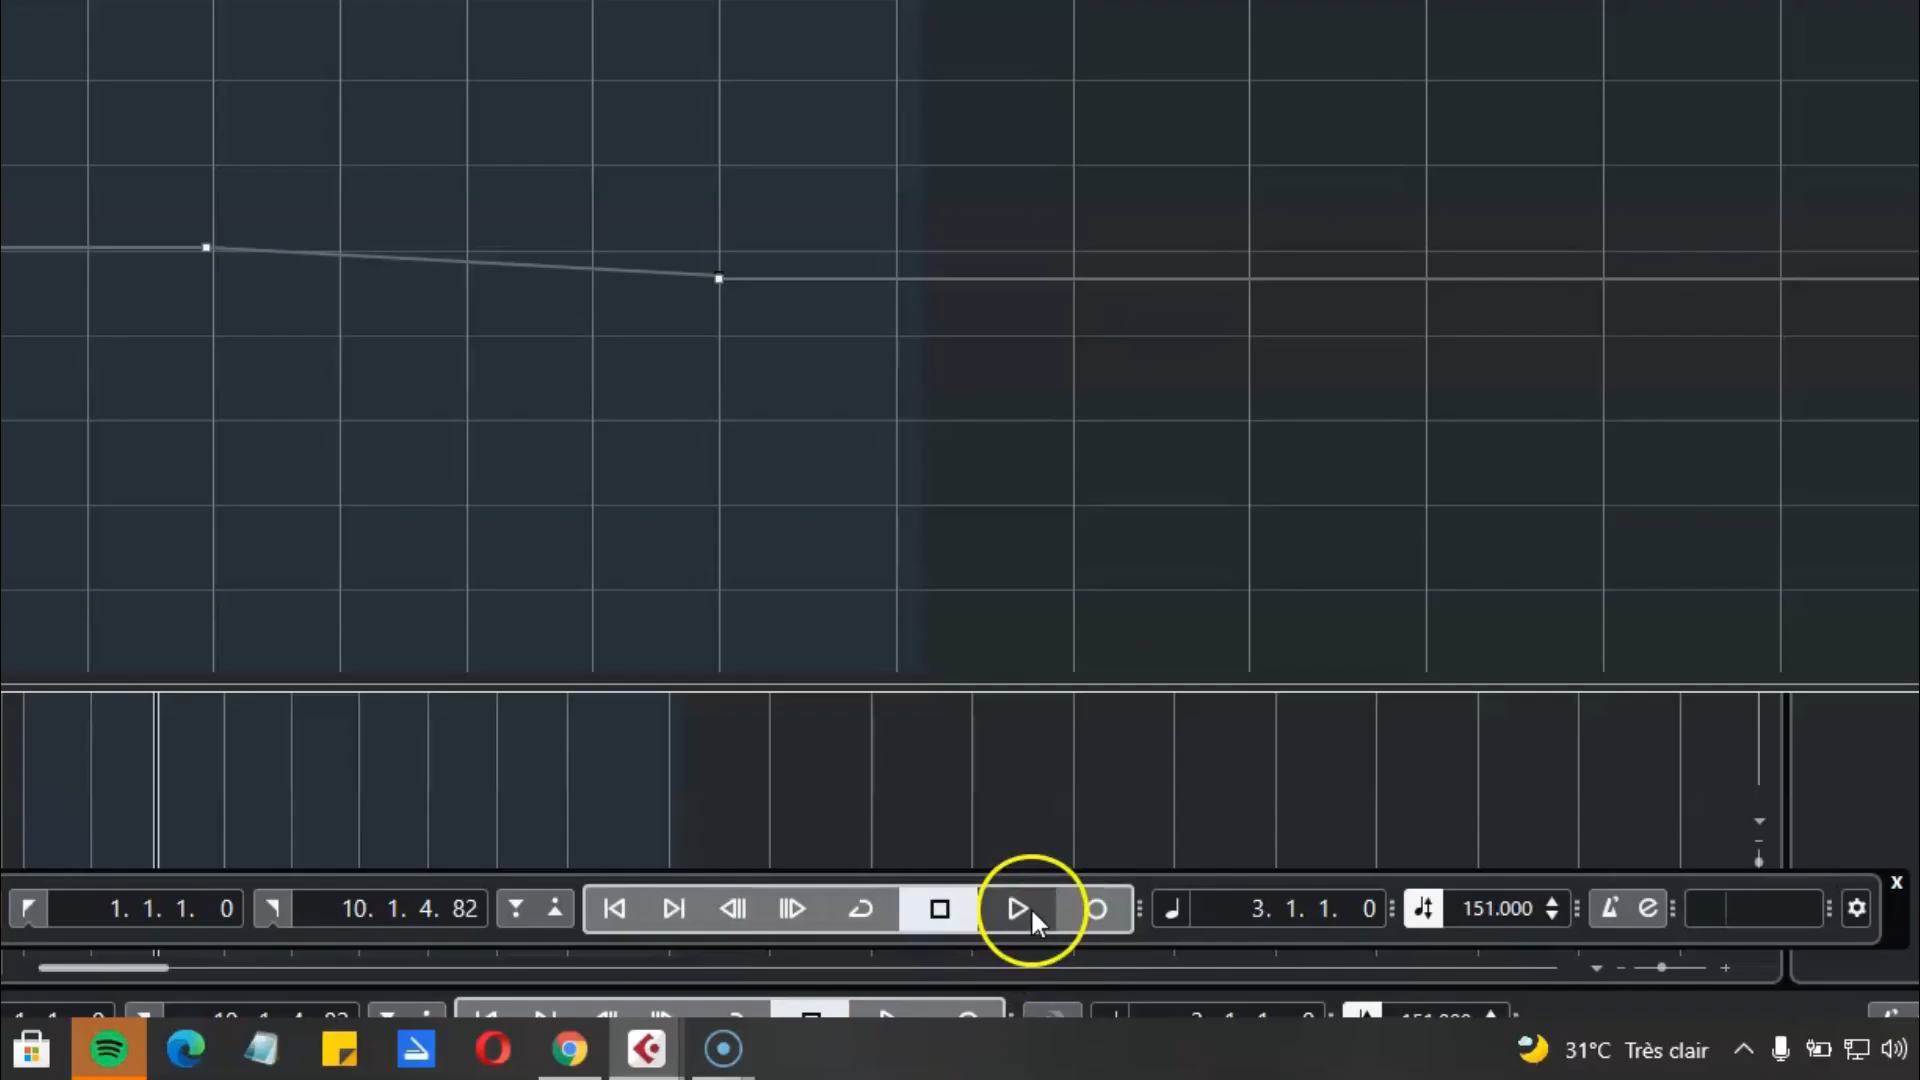 1. 1. 1. 0 10. 1. 4. 82 3. 1. 1. 0 151.000 x
31°C Très clair